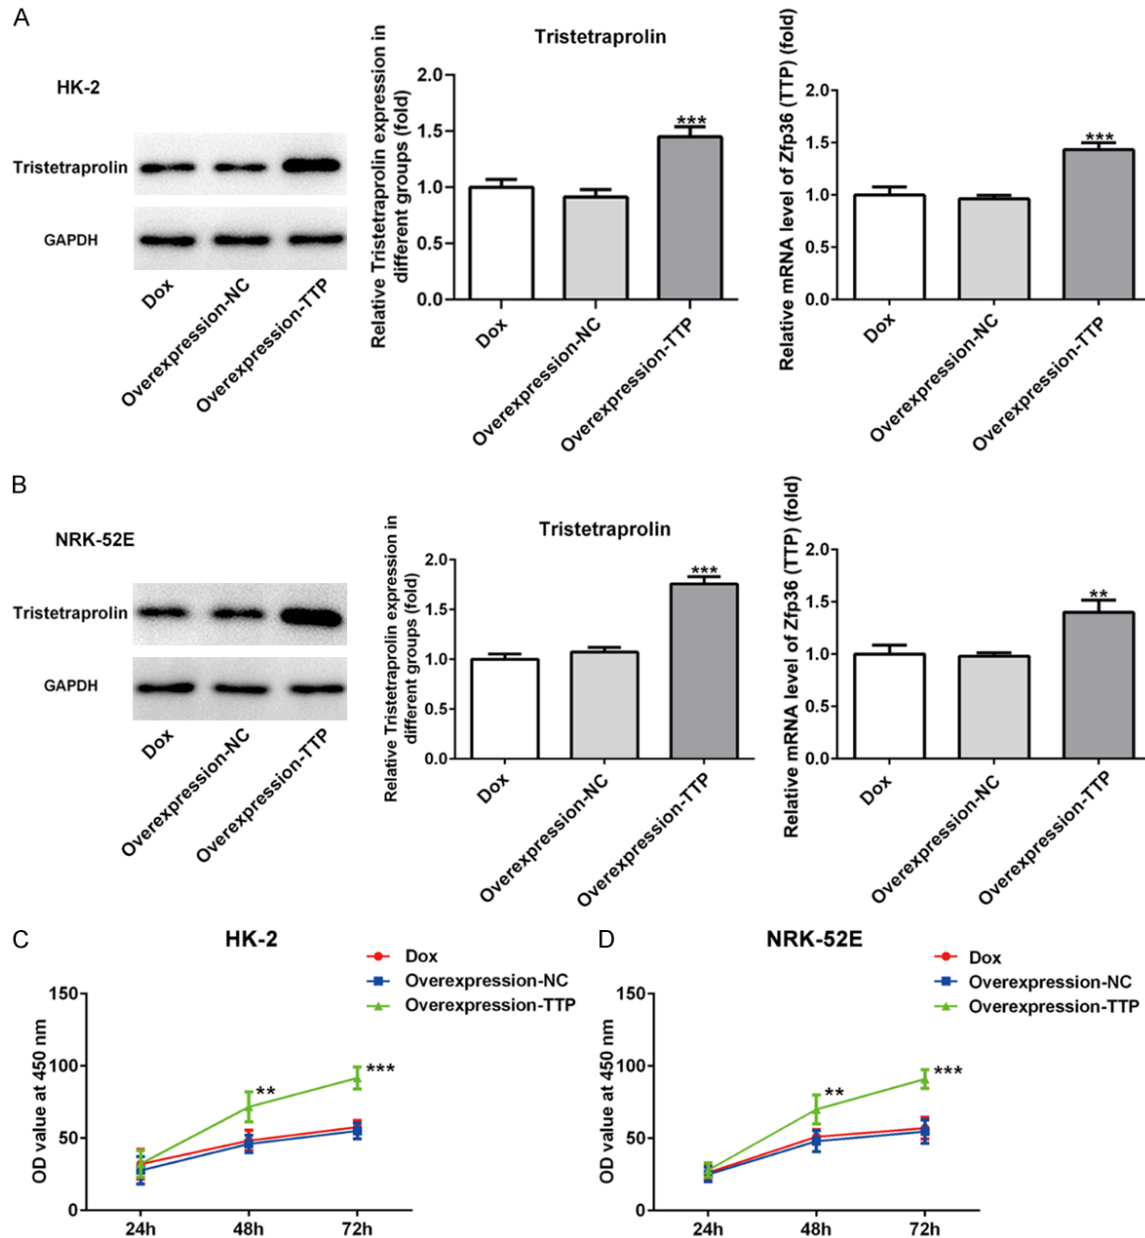 A
HK-2
Tristetraprolin
GAPDH
Dox
Overexpression-NC
Overexpression-TTP
Tristetraprolin
Relative Tristetraprolin expression in
different groups (fold)
2.0
1.5
1.0
0.5
0.0
***
Dox
Overexpression-NC
Overexpression-TTP
Relative mRNA level of Zfp36 (TTP) (fold)
2.0
1.5
1.0
0.5
0.0
***
Dox
Overexpression-NC
Overexpression-TTP
B
NRK-52E
Tristetraprolin
GAPDH
Dox
Overexpression-NC
Overexpression-TTP
Tristetraprolin
Relative Tristetraprolin expression in
different groups (fold)
2.0
1.5
1.0
0.5
0.0
***
Dox
Overexpression-NC
Overexpression-TTP
Relative mRNA level of Zfp36 (TTP) (fold)
2.0
1.5
1.0
0.5
0.0
**
Dox
Overexpression-NC
Overexpression-TTP
C
HK-2
Dox
Overexpression-NC
Overexpression-TTP
OD value at 450 nm
150
100
50
0
**
***
24h
48h
72h
D
NRK-52E
Dox
Overexpression-NC
Overexpression-TTP
OD value at 450 nm
150
100
50
0
**
***
24h
48h
72h